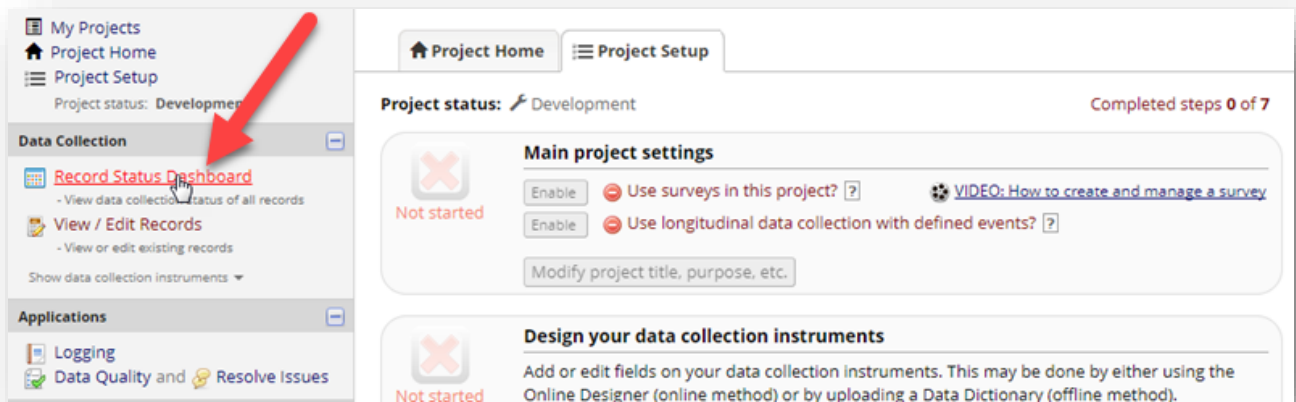 My Projects
Project Home
Project Setup
Project status: Development
Data Collection
Record Status Dashboard
- View data collection status of all records
View / Edit Records
- View or edit existing records
Show data collection instruments
Applications
Logging
Data Quality and Resolve Issues
Project Home
Project Setup
Project status: Development
Completed steps 0 of 7
Main project settings
Not started
Enable Use surveys in this project? ? VIDEO: How to create and manage a survey
Enable Use longitudinal data collection with defined events? ?
Modify project title, purpose, etc.
Design your data collection instruments
Not started
Add or edit fields on your data collection instruments. This may be done by either using the
Online Designer (online method) or by uploading a Data Dictionary (offline method).